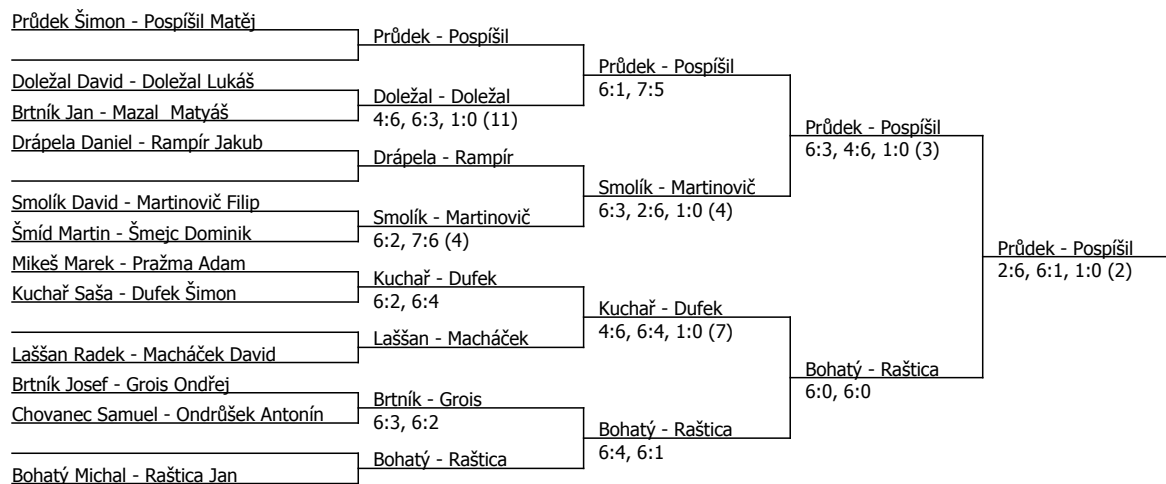 Průdek Šimon - Pospíšil Matěj
Průdek - Pospíšil
Průdek - Pospíšil
6:1, 7:5
Doležal David - Doležal Lukáš
Doležal - Doležal
4:6, 6:3, 1:0 (11)
Brtník Jan - Mazal  Matyáš
Průdek - Pospíšil
6:3, 4:6, 1:0 (3)
Drápela Daniel - Rampír Jakub
Drápela - Rampír
Smolík - Martinovič
6:3, 2:6, 1:0 (4)
Smolík David - Martinovič Filip
Smolík - Martinovič
6:2, 7:6 (4)
Šmíd Martin - Šmejc Dominik
Průdek - Pospíšil
2:6, 6:1, 1:0 (2)
Mikeš Marek - Pražma Adam
Kuchař - Dufek
6:2, 6:4
Kuchař Saša - Dufek Šimon
Kuchař - Dufek
4:6, 6:4, 1:0 (7)
Laššan - Macháček
Laššan Radek - Macháček David
Bohatý - Raštica
6:0, 6:0
Brtník Josef - Grois Ondřej
Brtník - Grois
6:3, 6:2
Chovanec Samuel - Ondrůšek Antonín
Bohatý - Raštica
6:4, 6:1
Bohatý - Raštica
Bohatý Michal - Raštica Jan